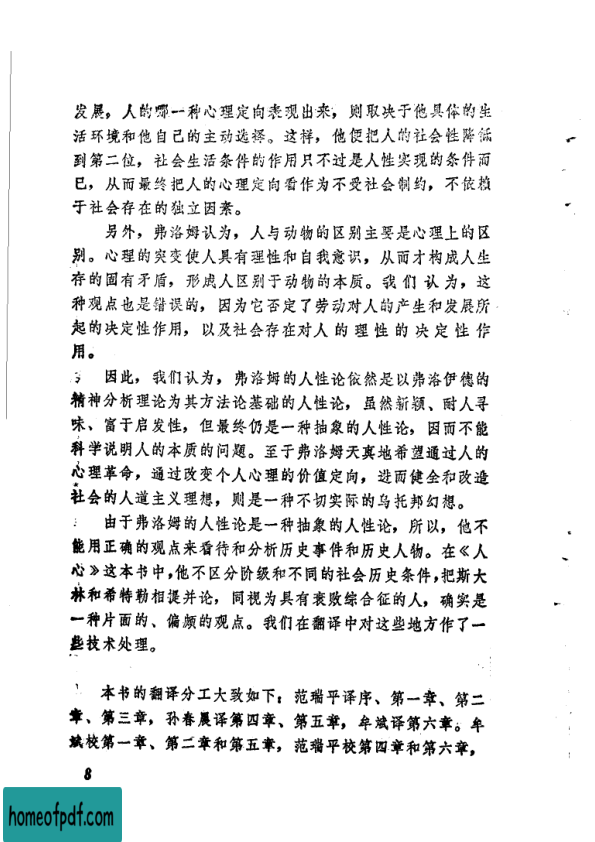 发展，人的哪一种心理定向表现出来，则取决于他具体的生
活环境和他自己的主动选择。这样，他便把人的社会性降低
到第二位，社会生活条件的作用只不过是人性实现的条件而
已，从而最终把人的心理定向看作为不受社会制约，不依赖
于社会存在的独立因素。
另外，弗洛姆认为，人与动物的区别主要是心理上的区
别。心理的突变使人具有理性和自我意识，从而才构成人生
存的固有矛盾，形成人区别于动物的本质。我们认为，这
种观点也是错误的，因为它否定了劳动对人的产生和发展所
起的决定性作用，以及社会存在对人的理性的决定性作
用。
因此，我们认为，弗洛姆的人性论依然是以弗洛伊德的
精神分析理论为其方法论基础的人性论，虽然新颖、耐人寻
味、富于启发性，但最终仍是一种抽象的人性论，因而不能
科学说明人的本质的问题。至于弗洛姆天真地希望通过人的
心理革命，通过改变个人心理的价值定向，进而健全和改造
社会的人道主义理想，则是一种不切实际的乌托邦幻想。
由于弗洛姆的人性论是一种抽象的人性论，所以，他不
能用正确的观点来看待和分析历史事件和历史人物。在《人
心》这本书中，他不区分阶级和不同的社会历史条件，把斯大
林和希特勒相提并论，同视为具有衰败综合征的人，确实是
一种片面的、偏颇的观点。我们在翻译中对这些地方作了一
些技术处理。
本书的翻译分工大致如下：范瑞平译序、第一章、第二
章、第三章，孙春晨译第四章、第五章，牟斌译第六章。牟
斌校第一章、第二章和第五章，范瑞平校第四章和第六章，
8
homeofpdf.com